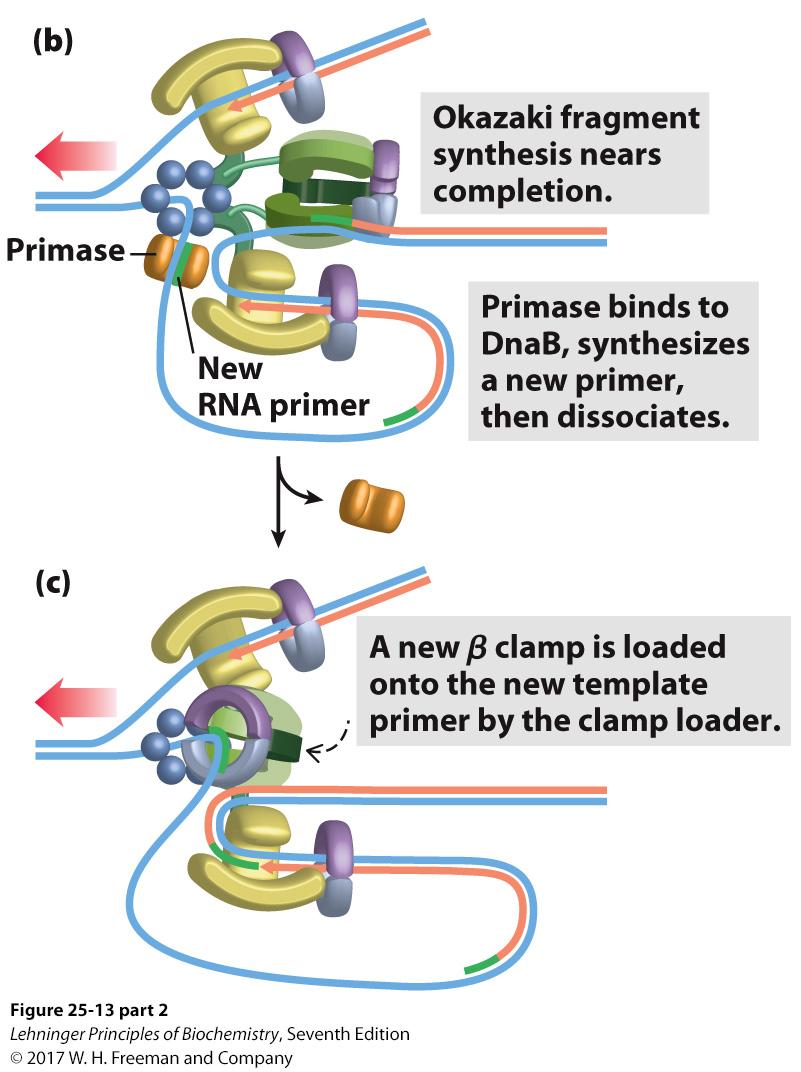 (b)
Okazaki fragment
synthesis nears
completion.
Primase
Primase binds to
DnaB, synthesizes
a new primer,
then dissociates.
New
RNA primer
(c)
A new β clamp is loaded
onto the new template
primer by the clamp loader.
Figure 25-13 part 2
Lehninger Principles of Biochemistry, Seventh Edition
© 2017 W. H. Freeman and Company